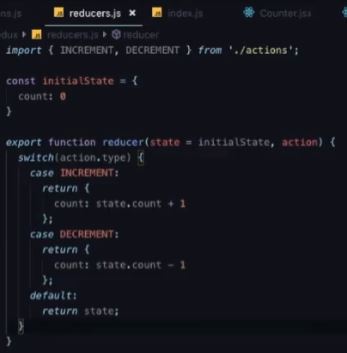 ns.js reducers.js index.js Counter.jsx
edux > reducers.js > reducer
import { INCREMENT, DECREMENT } from './actions';
const initialState = {
count: 0
}
export function reducer(state = initialState, action) {
switch(action.type) {
case INCREMENT:
return {
count: state.count + 1
};
case DECREMENT:
return {
count: state.count - 1
};
default:
return state;
}
}